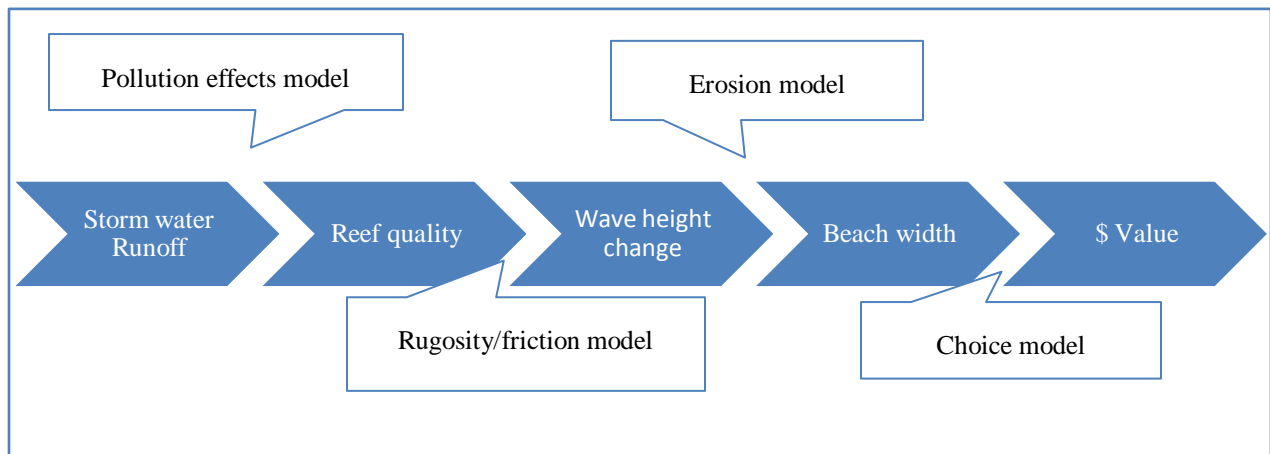 Pollution effects model
Erosion model
Storm water
Runoff
Reef quality
Wave height
change
Beach width
$ Value
Rugosity/friction model
Choice model